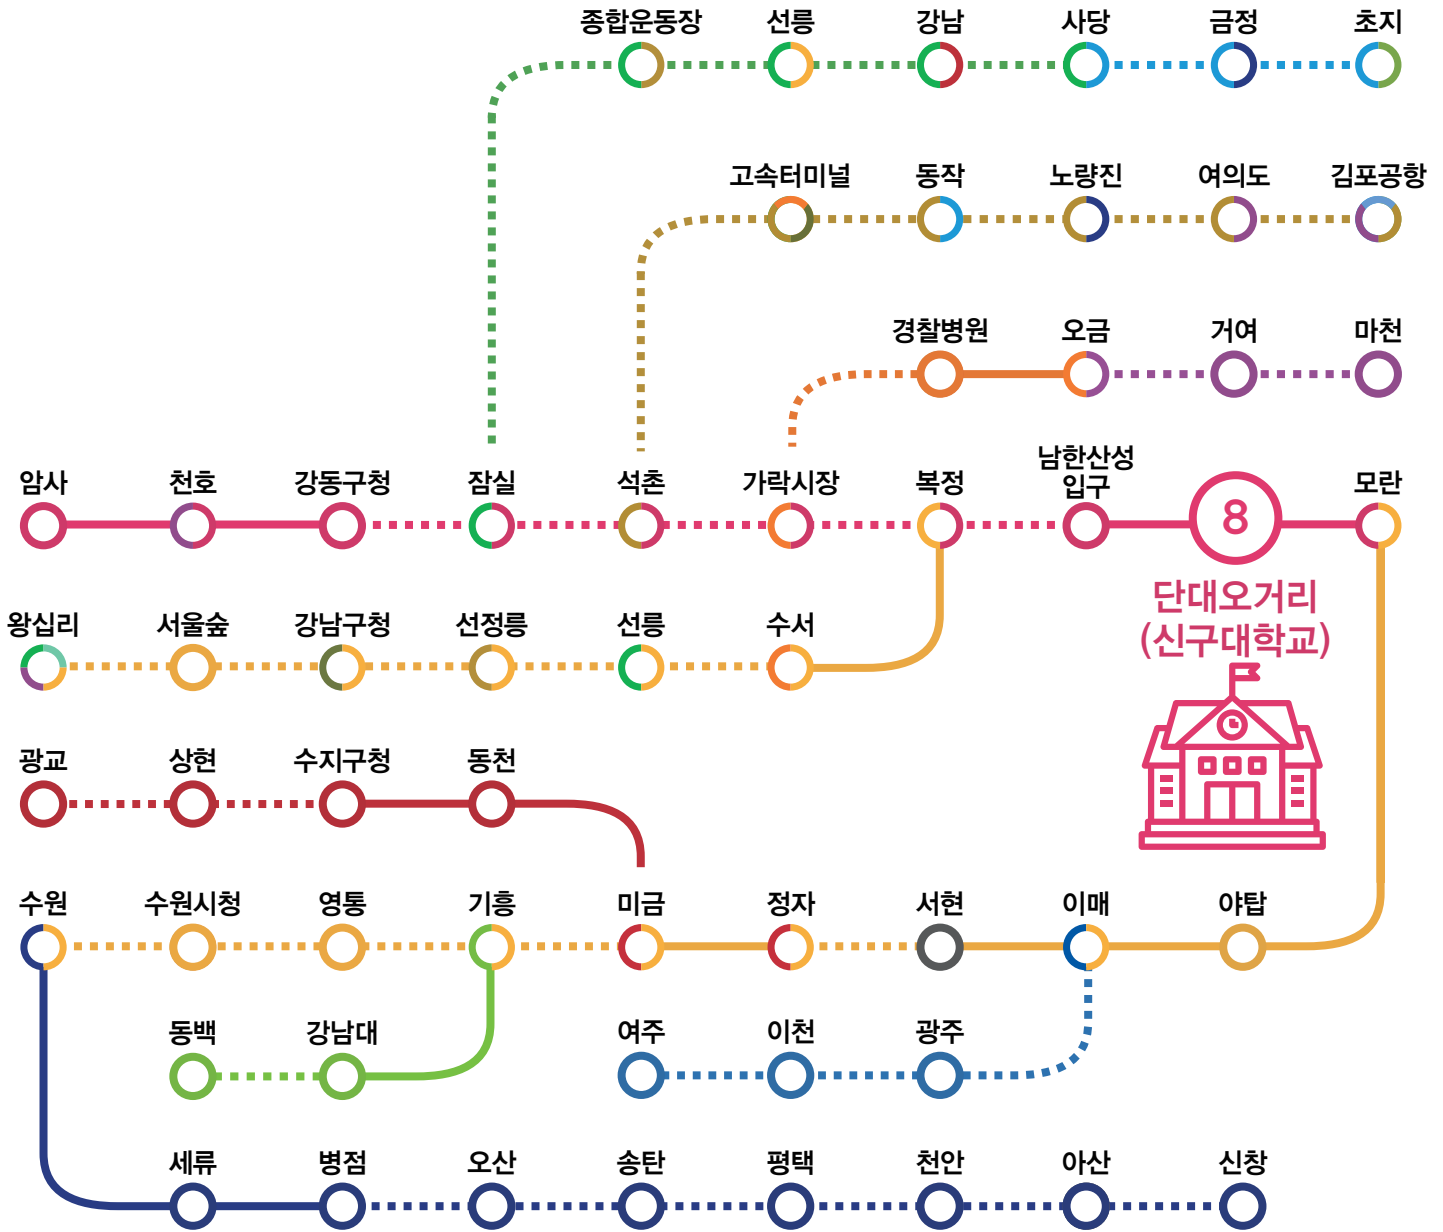 종합운동장 선릉 강남 사당 금정 초지
고속터미널 동작 노량진 여의도 김포공항
경찰병원 오금 거여 마천
암사 천호 강동구청 잠실 석촌 가락시장 복정 남한산성
입구 8 모란
단대오거리
(신구대학교)
왕십리 서울숲 강남구청 선정릉 선릉 수서
광교 상현 수지구청 동천
수원 수원시청 영통 기흥 미금 정자 서현 이매 야탑
동백 강남대 여주 이천 광주
세류 병점 오산 송탄 평택 천안 아산 신창